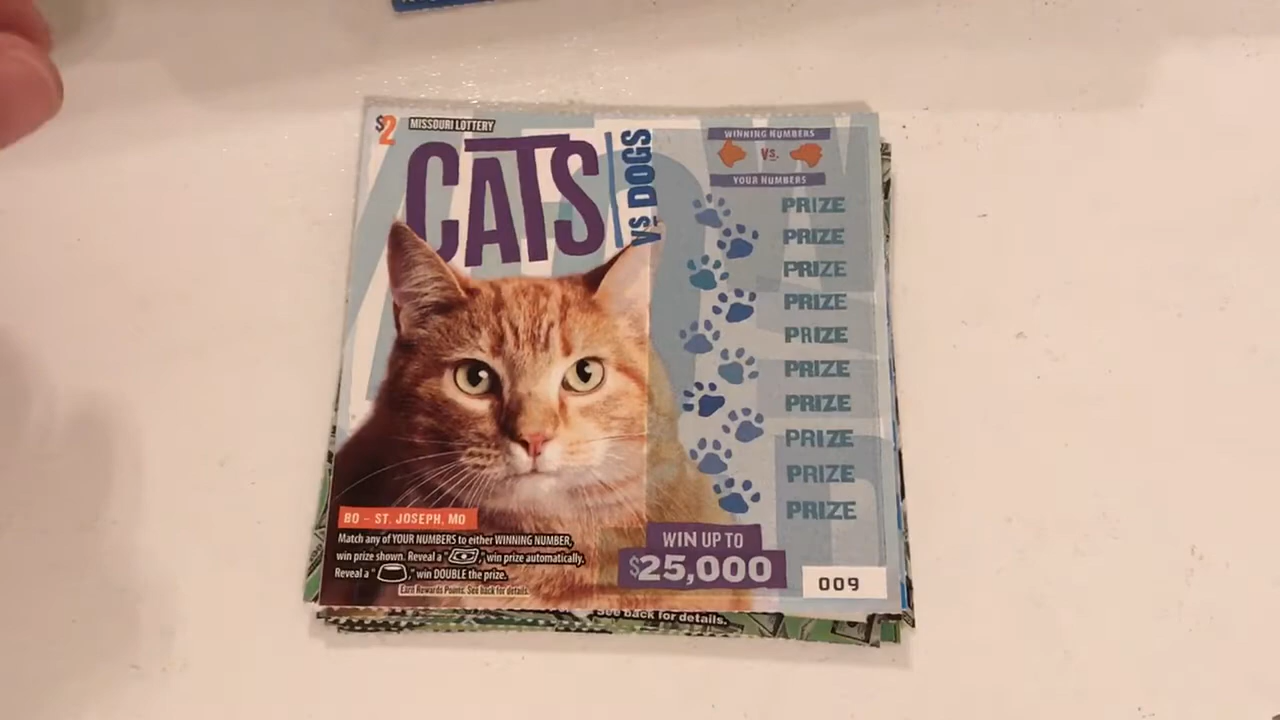 $2 MISSOURI LOTTERY
CATS
VS DOGS
WINNING NUMBERS
VS.
YOUR NUMBERS
PRIZE
PRIZE
PRIZE
PRIZE
PRIZE
PRIZE
PRIZE
PRIZE
PRIZE
PRIZE
BO - ST. JOSEPH, MO
Match any of YOUR NUMBERS to either WINNING NUMBER,
win prize shown. Reveal a " ," win prize automatically.
Reveal a " ," win DOUBLE the prize.
Earn Rewards Points. See back for details.
WIN UP TO
$25,000
009
See back for details.